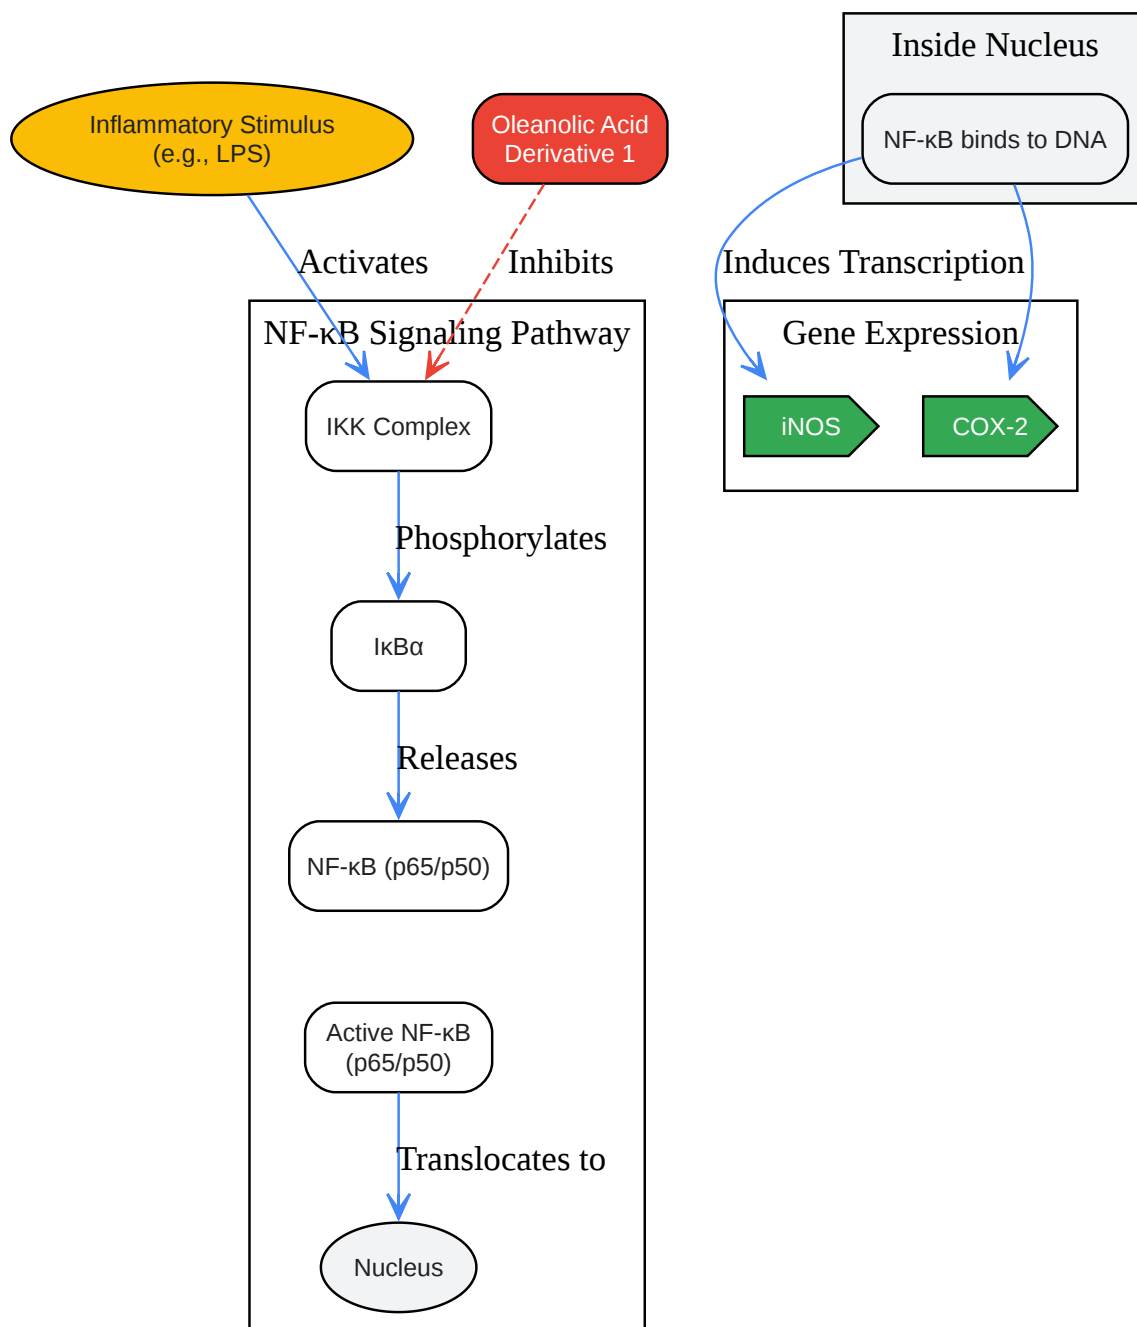 Inside Nucleus
Inflammatory Stimulus
(e.g., LPS)
Oleanolic Acid
Derivative 1
NF-κB binds to DNA
Activates
Inhibits
Induces Transcription
NF-κB Signaling Pathway
Gene Expression
IKK Complex
iNOS
COX-2
Phosphorylates
IκBα
Releases
NF-κB (p65/p50)
Active NF-κB
(p65/p50)
Translocates to
Nucleus